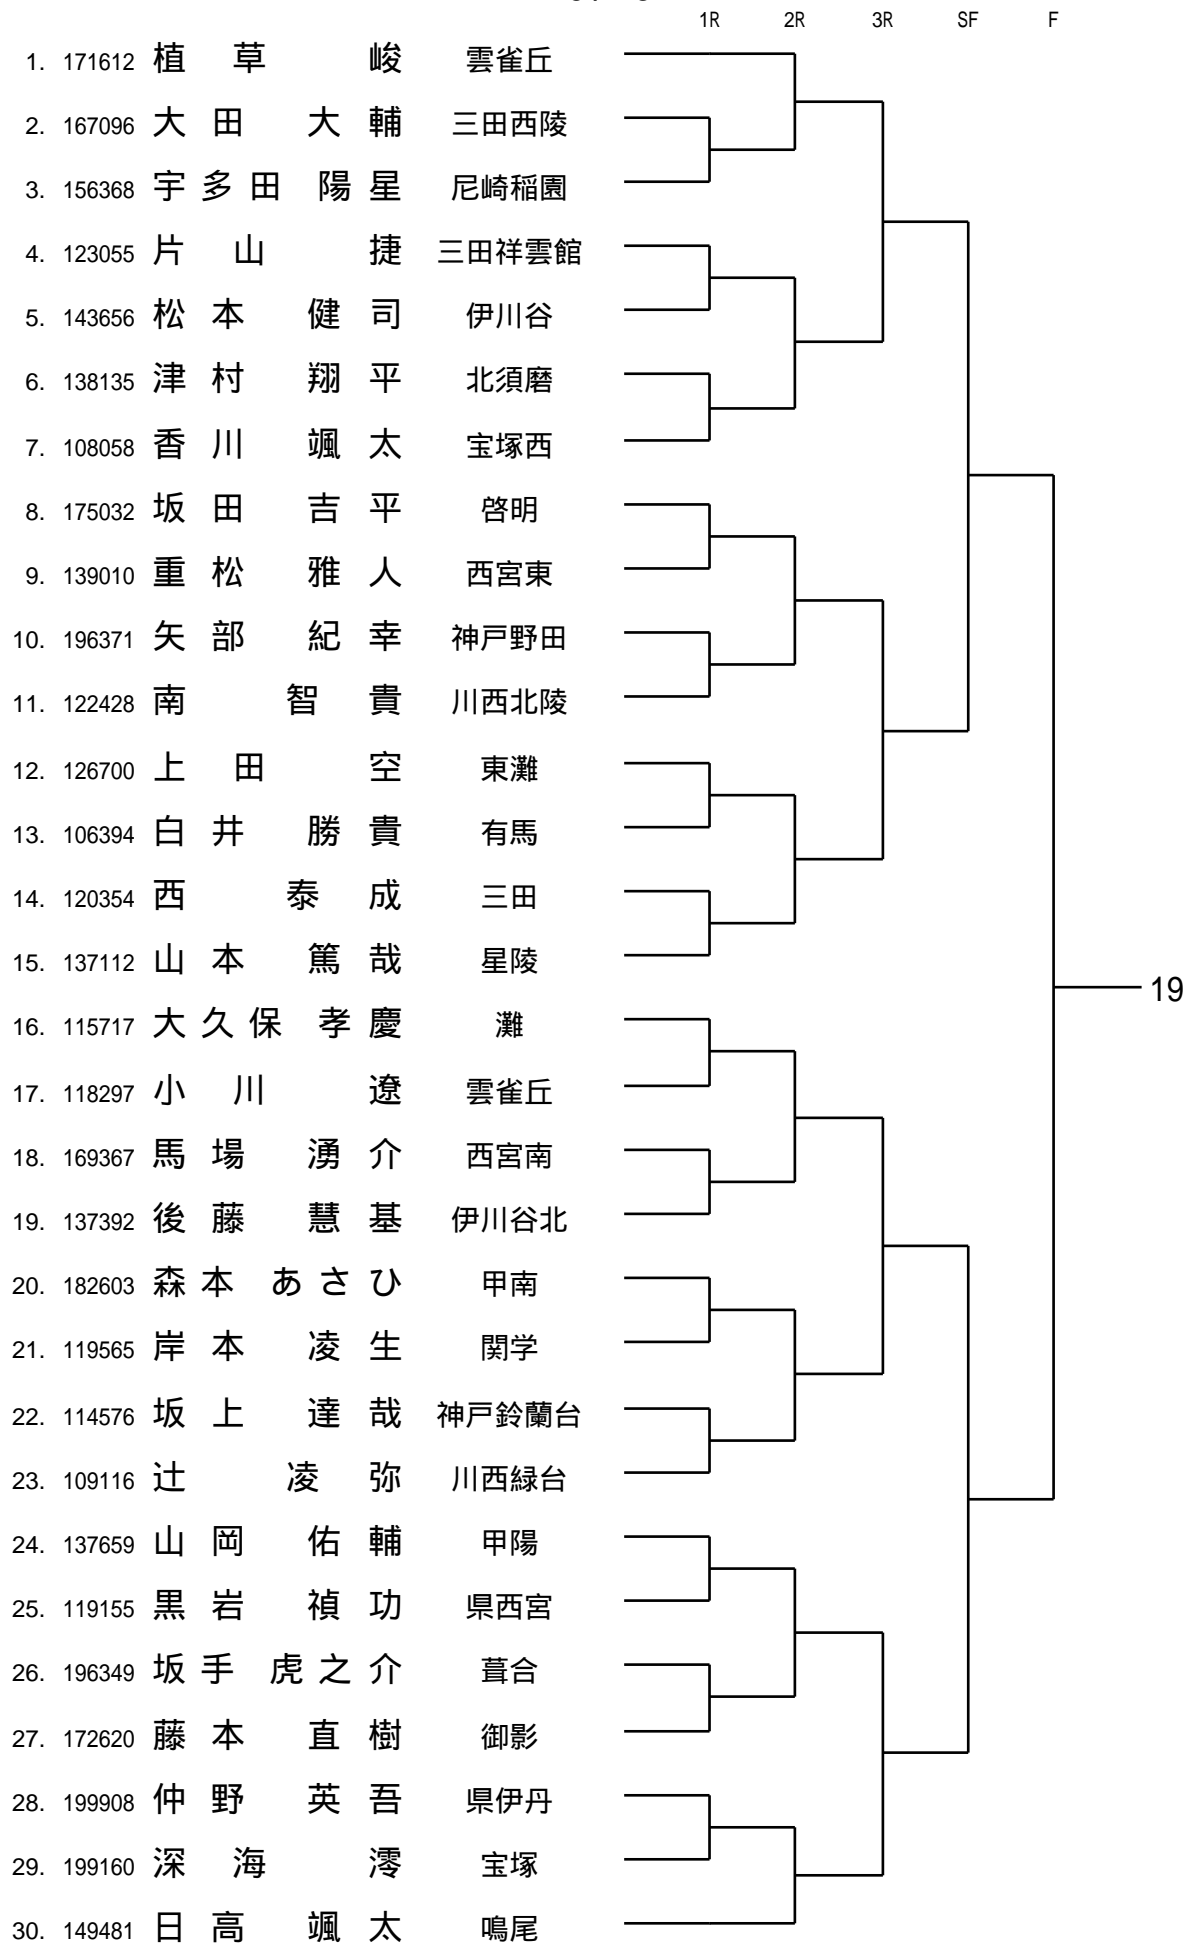 1R 2R 3R SF F
1. 171612 植草 峻 雲雀丘
2. 167096 大田 大輔 三田西陵
3. 156368 宇多田 陽星 尼崎稲園
4. 123055 片山 捷 三田祥雲館
5. 143656 松本 健司 伊川谷
6. 138135 津村 翔平 北須磨
7. 108058 香川 颯太 宝塚西
8. 175032 坂田 吉平 啓明
9. 139010 重松 雅人 西宮東
10. 196371 矢部 紀幸 神戸野田
11. 122428 南 智貴 川西北陵
12. 126700 上田 空 東灘
13. 106394 白井 勝貴 有馬
14. 120354 西 泰成 三田
15. 137112 山本 篤哉 星陵
19
16. 115717 大久保 孝慶 灘
17. 118297 小川 遼 雲雀丘
18. 169367 馬場 湧介 西宮南
19. 137392 後藤 慧基 伊川谷北
20. 182603 森本 あさひ 甲南
21. 119565 岸本 凌生 関学
22. 114576 坂上 達哉 神戸鈴蘭台
23. 109116 辻 凌弥 川西緑台
24. 137659 山岡 佑輔 甲陽
25. 119155 黒岩 禎功 県西宮
26. 196349 坂手 虎之介 葺合
27. 172620 藤本 直樹 御影
28. 199908 仲野 英吾 県伊丹
29. 199160 深海 澪 宝塚
30. 149481 日高 颯太 鳴尾